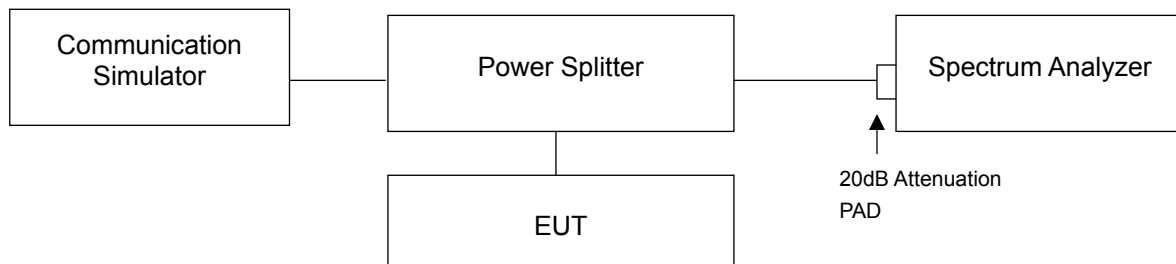 Communication
Simulator
Power Splitter
Spectrum Analyzer
20dB Attenuation
PAD
EUT